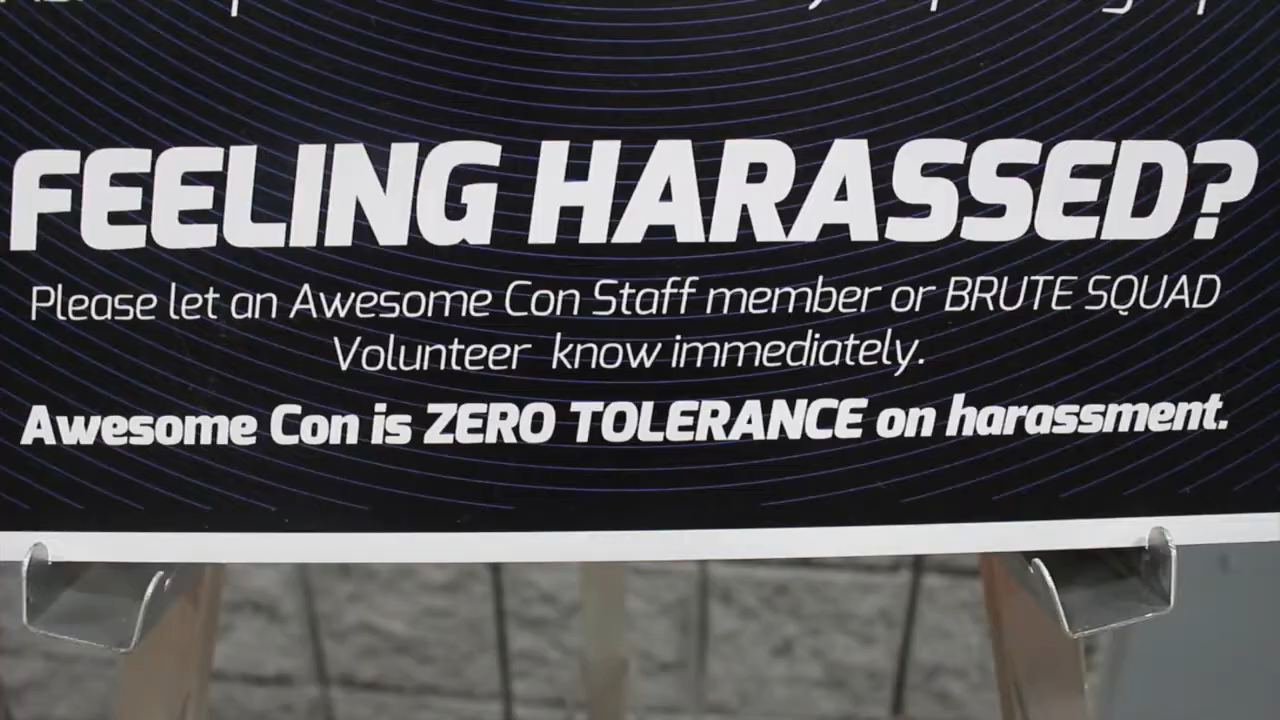 FEELING HARASSED?
Please let an Awesome Con Staff member or BRUTE SQUAD
Volunteer know immediately.
Awesome Con is ZERO TOLERANCE on harassment.